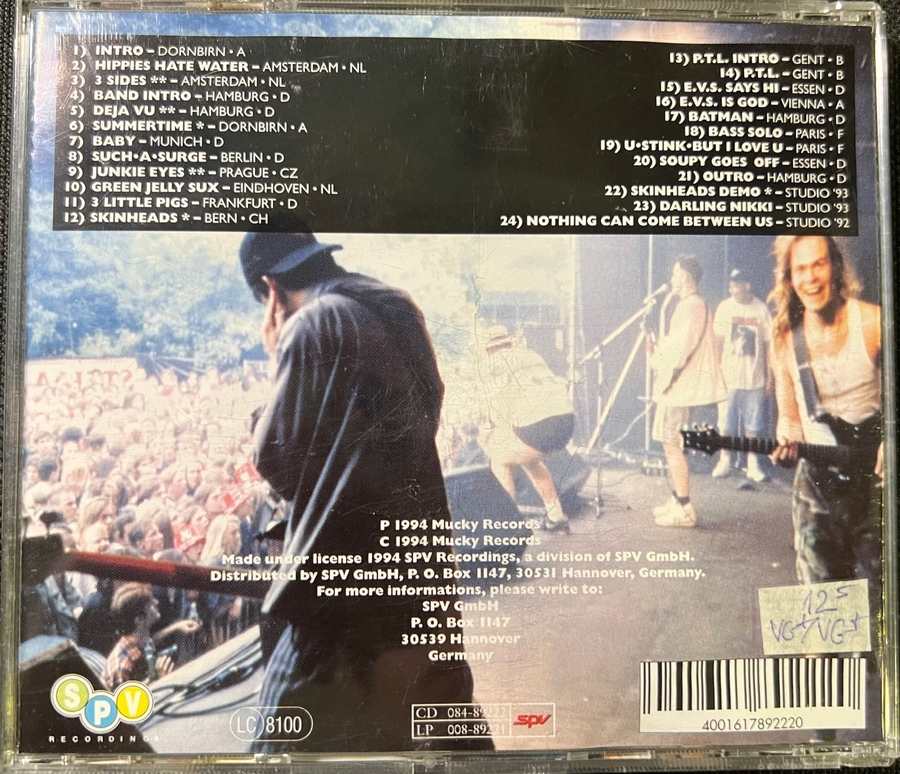 1) INTRO – DORNBIRN • A
2) HIPPIES HATE WATER – AMSTERDAM • NL
3) 3 SIDES ** – AMSTERDAM • NL
4) BAND INTRO – HAMBURG • D
5) DEJA VU ** – HAMBURG • D
6) SUMMERTIME * – DORNBIRN • A
7) BABY – MUNICH • D
8) SUCH•A•SURGE – BERLIN • D
9) JUNKIE EYES ** – PRAGUE • CZ
10) GREEN JELLY SUX – EINDHOVEN • NL
11) 3 LITTLE PIGS – FRANKFURT • D
12) SKINHEADS * – BERN • CH
13) P.T.L. INTRO – GENT • B
14) P.T.L. – GENT • B
15) E.V.S. SAYS HI – ESSEN • D
16) E.V.S. IS GOD – VIENNA • A
17) BATMAN – HAMBURG • D
18) BASS SOLO – PARIS • F
19) U•STINK•BUT I LOVE U – PARIS • F
20) SOUPY GOES OFF – ESSEN • D
21) OUTRO – HAMBURG • D
22) SKINHEADS DEMO * – STUDIO '93
23) DARLING NIKKI – STUDIO '93
24) NOTHING CAN COME BETWEEN US – STUDIO '92
P 1994 Mucky Records
C 1994 Mucky Records
Made under license 1994 SPV Recordings, a division of SPV GmbH.
Distributed by SPV GmbH, P. O. Box 1147, 30531 Hannover, Germany.
For more informations, please write to:
SPV GmbH
P. O. Box 1147
30539 Hannover
Germany
12 5
VG+/VG+
SPV
RECORDINGS
LC 8100
CD 084-89222
LP 008-89221
SPV
4001617892220